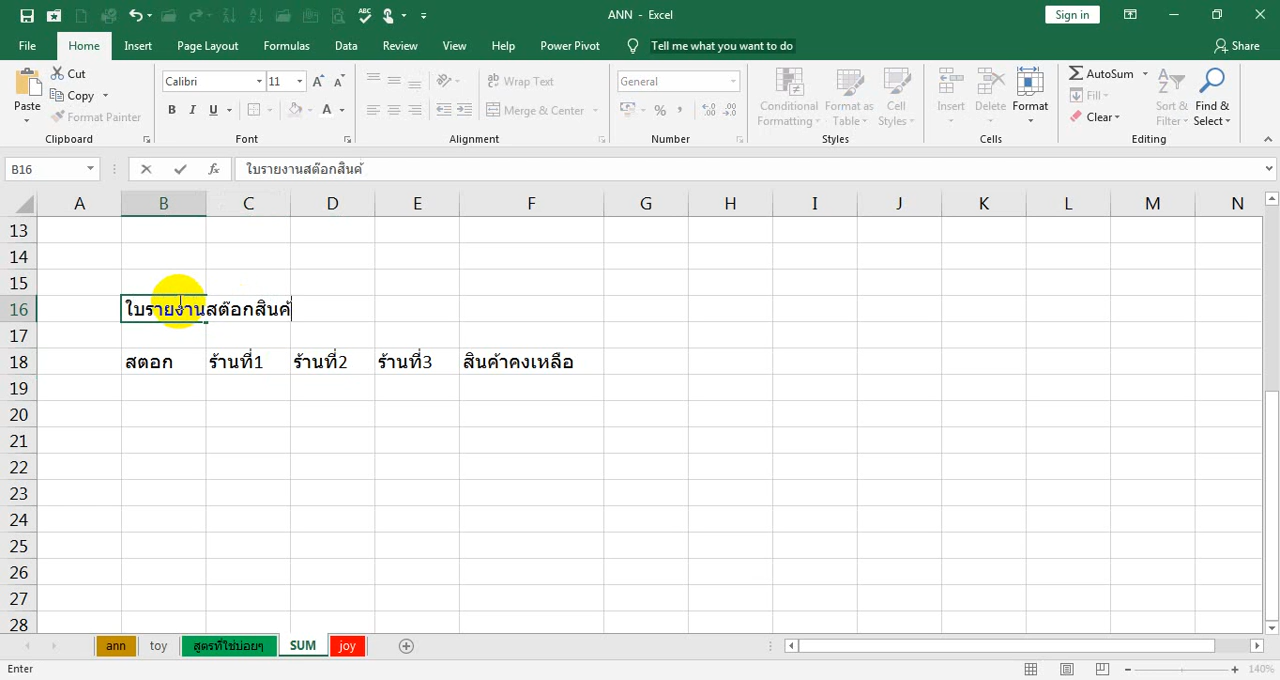 ANN - Excel
Sign in
File Home Insert Page Layout Formulas Data Review View Help Power Pivot Tell me what you want to do Share
Paste
Cut
Copy
Format Painter
Clipboard
Calibri 11
B I U A
Font
Wrap Text
Merge & Center
Alignment
General
Number
Conditional Formatting
Format as Table
Cell Styles
Styles
Insert Delete Format
Cells
AutoSum
Fill
Clear
Sort & Filter
Find & Select
Editing
B16 fx ใบรายงานสต๊อกสินค้
A B C D E F G H I J K L M N
13
14
15
16 ใบรายงานสต๊อกสินค้
17
18 สตอก ร้านที่1 ร้านที่2 ร้านที่3 สินค้าคงเหลือ
19
20
21
22
23
24
25
26
27
28
ann toy สูตรที่ใช่บ่อยๆ SUM joy
Enter 140%